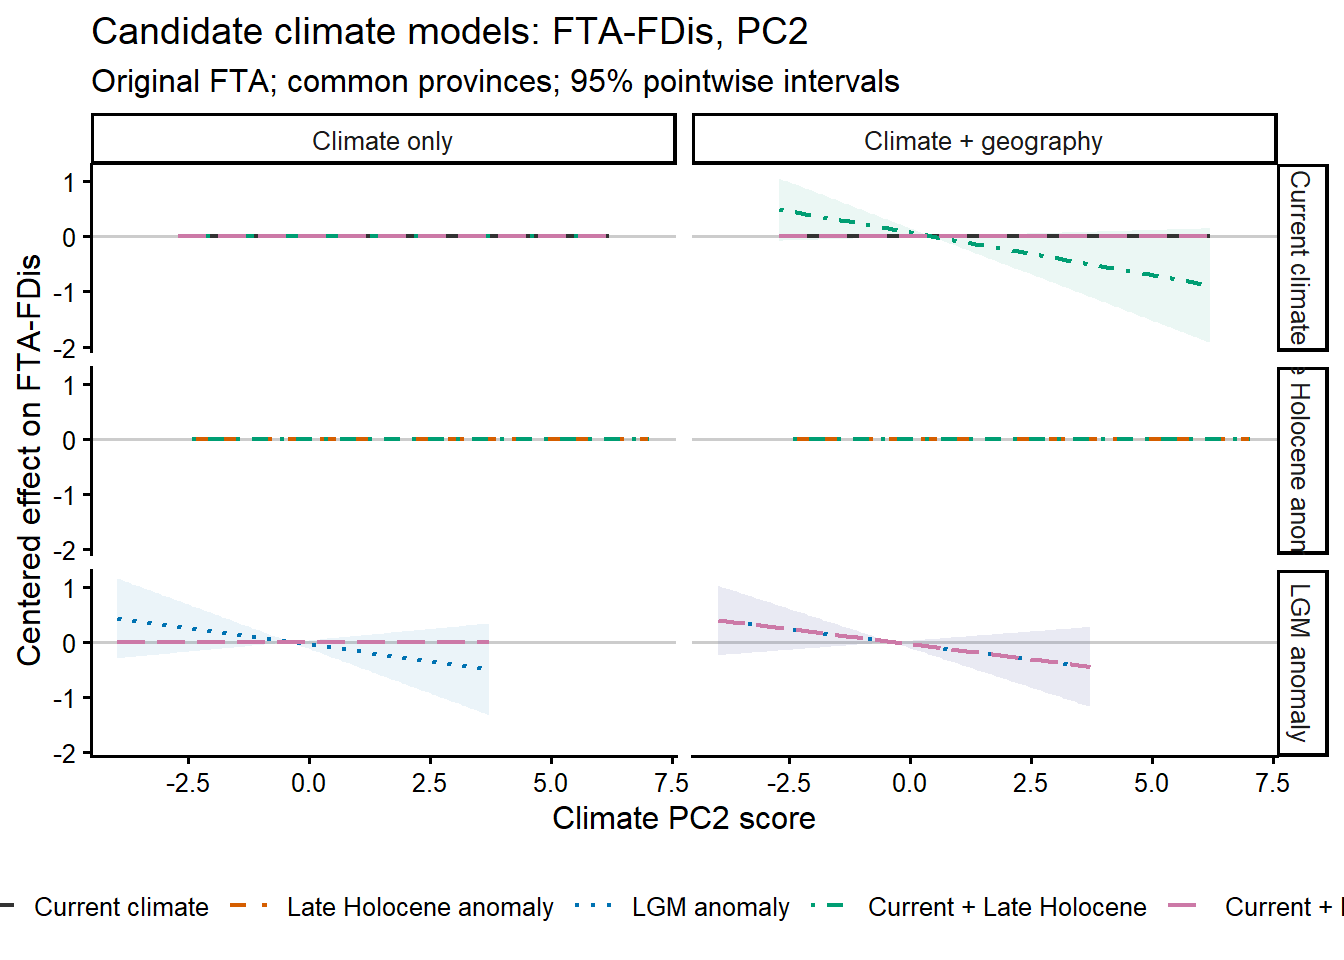 Candidate climate models: FTA-FDis, PC2
Original FTA; common provinces; 95% pointwise intervals
Climate only
Climate + geography
Centered effect on FTA-FDis
1
0
-1
-2
Current climate
1
0
-1
-2
Holocene anon
1
0
-1
-2
LGM anomaly
-2.5 0.0 2.5 5.0 7.5
-2.5 0.0 2.5 5.0 7.5
Climate PC2 score
Current climate Late Holocene anomaly LGM anomaly Current + Late Holocene Current +